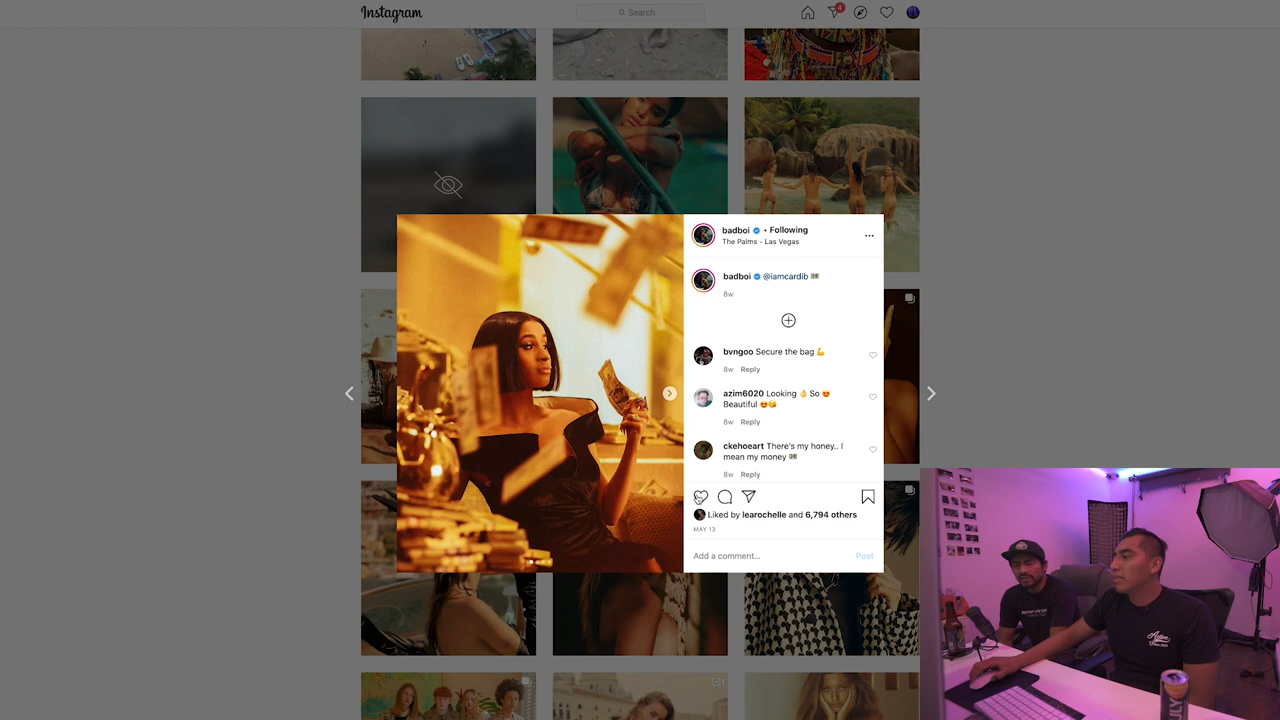 Instagram
Search
4
badboi • Following
The Palms - Las Vegas
badboi @iamcardib
8w
bvngoo Secure the bag 💪
8w Reply
azim6020 Looking 👌 So 😍
Beautiful 😍😘
8w Reply
ckehoeart There's my honey.. I
mean my money 💵
8w Reply
Liked by learochelle and 6,794 others
MAY 13
Add a comment...
Post